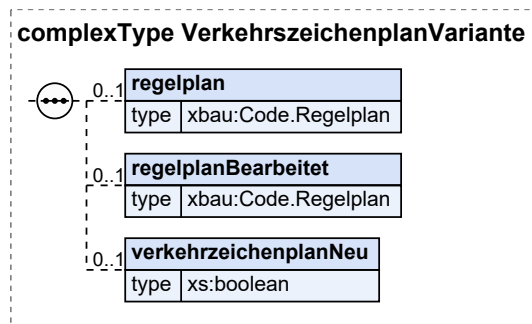 complexType VerkehrszeichenplanVariante
0..1 regelplan
type xbau:Code.Regelplan
0..1 regelplanBearbeitet
type xbau:Code.Regelplan
0..1 verkehrzeichenplanNeu
type xs:boolean